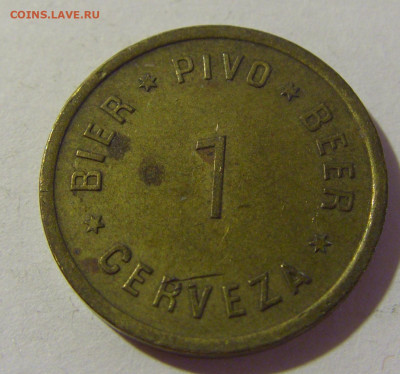 COINS.LAVE.RU
BIER * PIVO * BEER * CERVEZA *
1